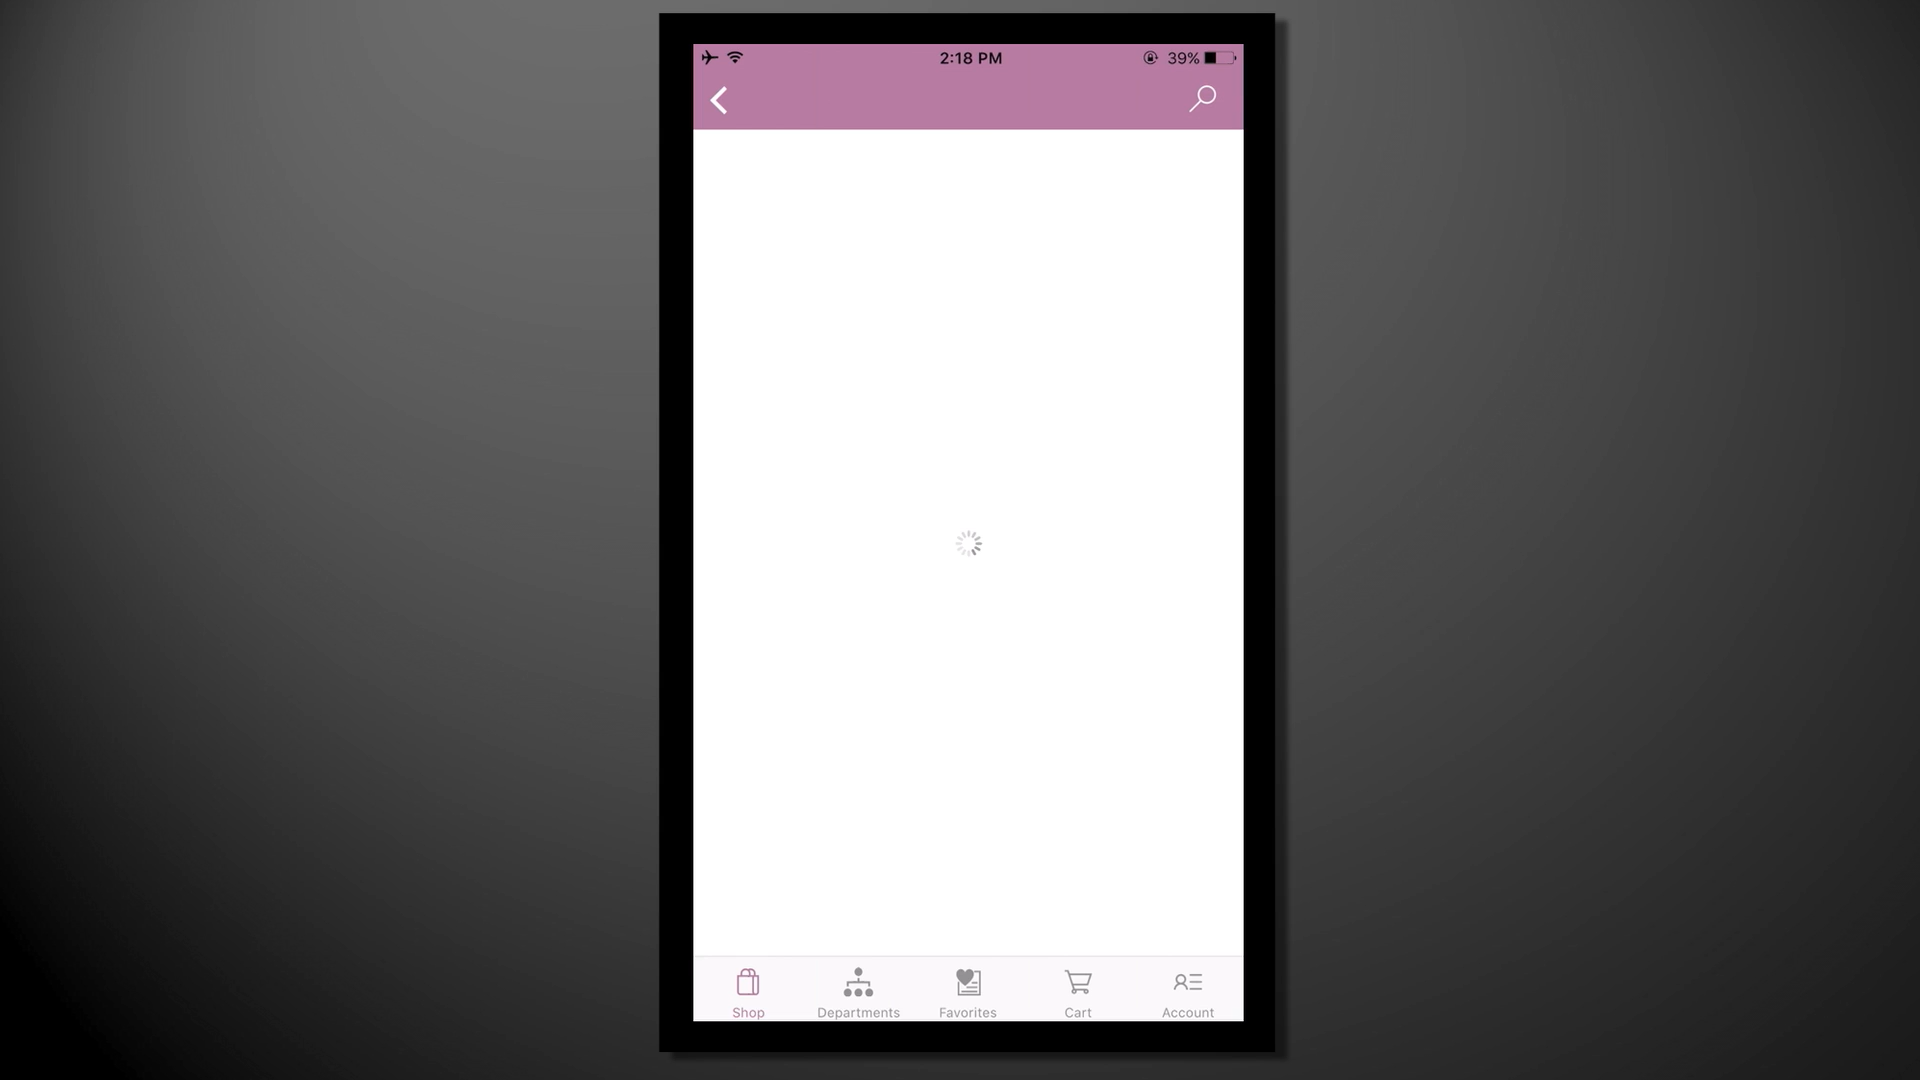 2:18 PM
39%
Shop
Departments
Favorites
Cart
Account